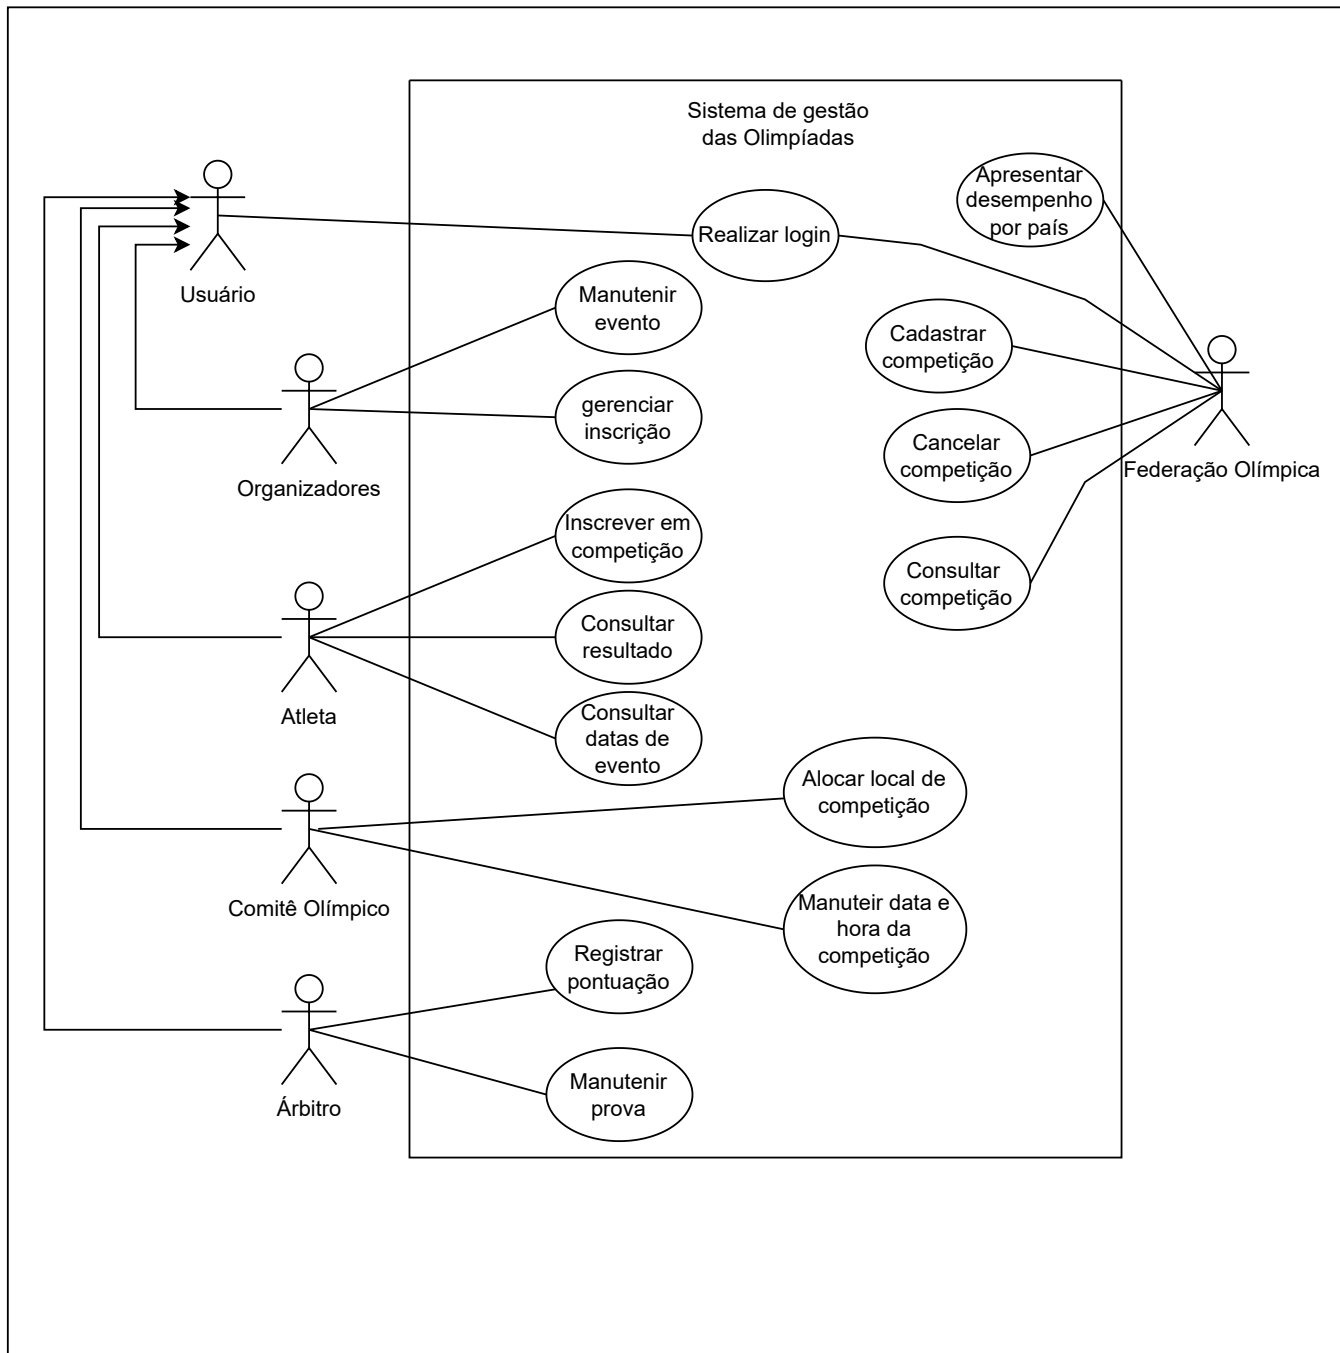 Sistema de gestão
das Olimpíadas
Apresentar
desempenho
por país
Realizar login
Usuário
Manutenir
evento
Cadastrar
competição
gerenciar
inscrição
Organizadores
Cancelar
competição
Federação Olímpica
Inscrever em
competição
Consultar
competição
Consultar
resultado
Atleta
Consultar
datas de
evento
Alocar local de
competição
Comitê Olímpico
Manuteir data e
hora da
competição
Registrar
pontuação
Manutenir
prova
Árbitro